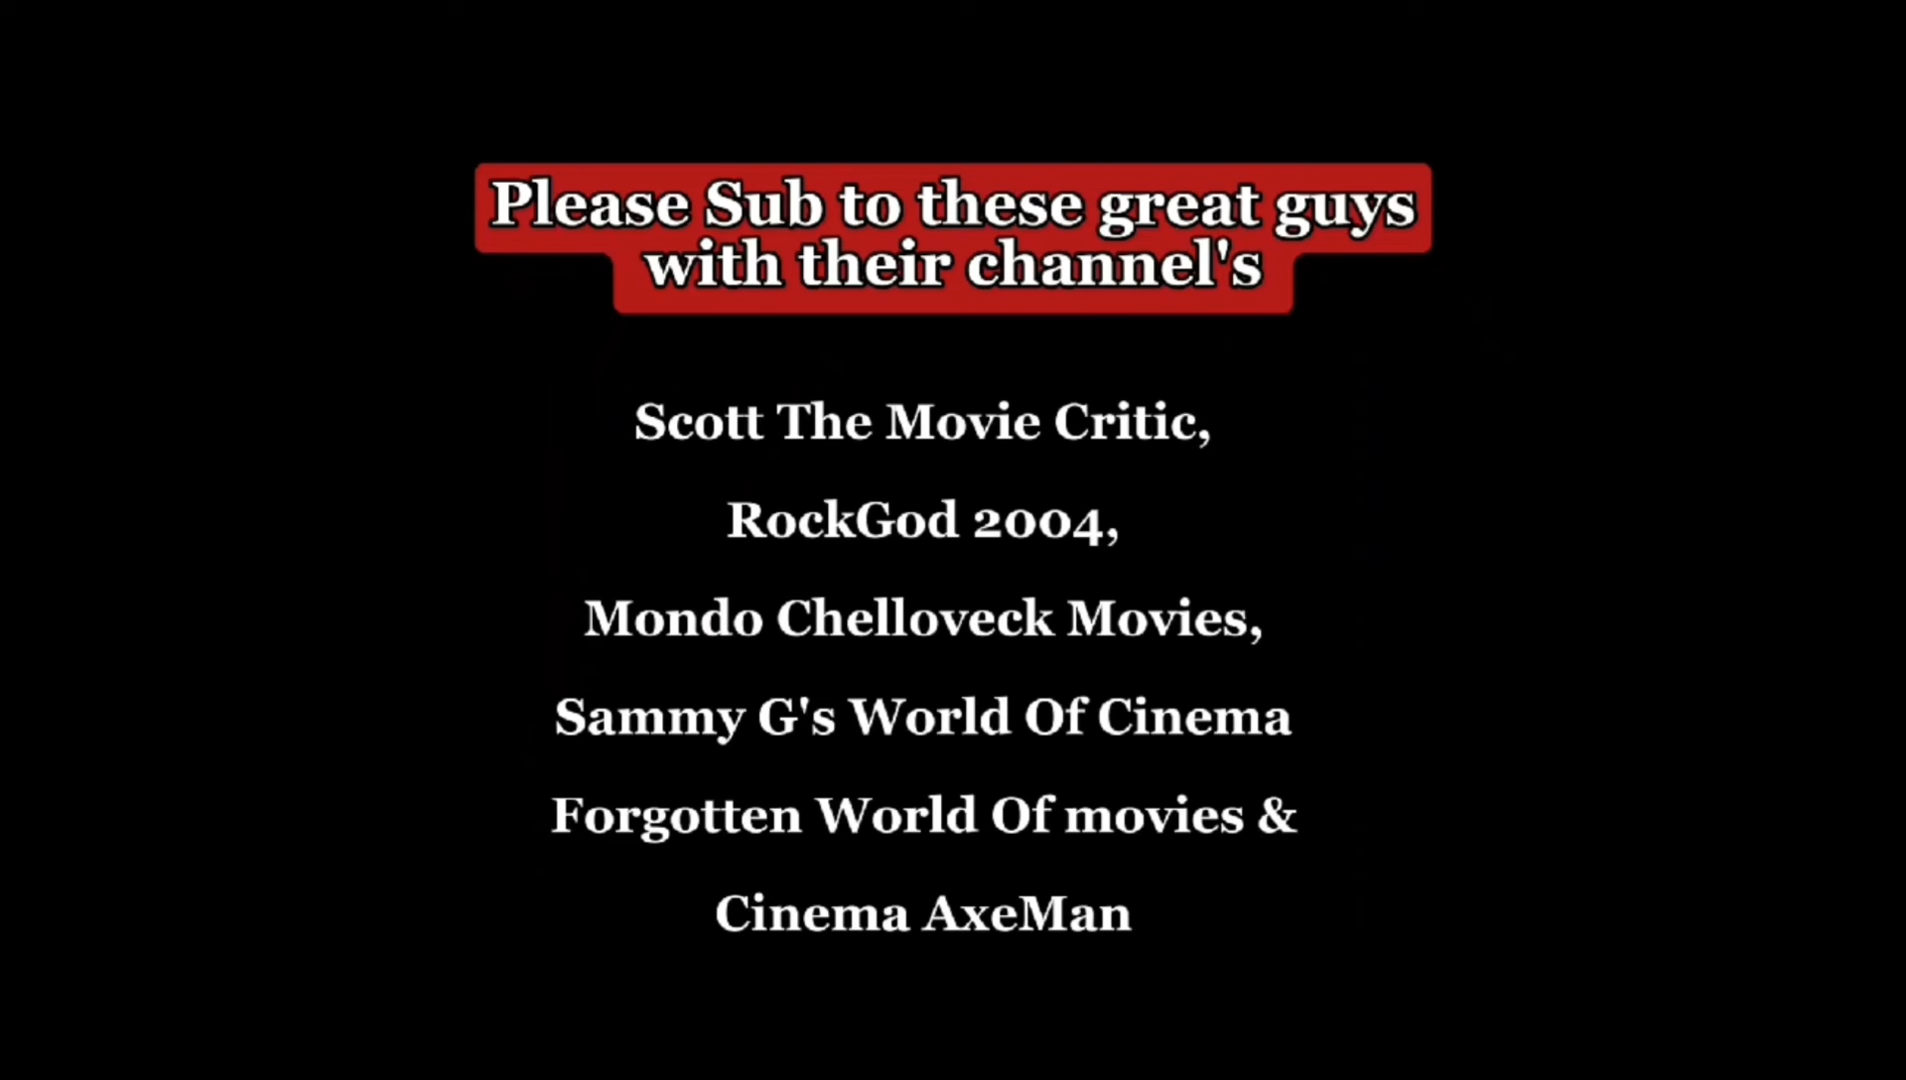 Please Sub to these great guys
with their channel's
Scott The Movie Critic,
RockGod 2004,
Mondo Chelloveck Movies,
Sammy G's World Of Cinema
Forgotten World Of movies &
Cinema AxeMan